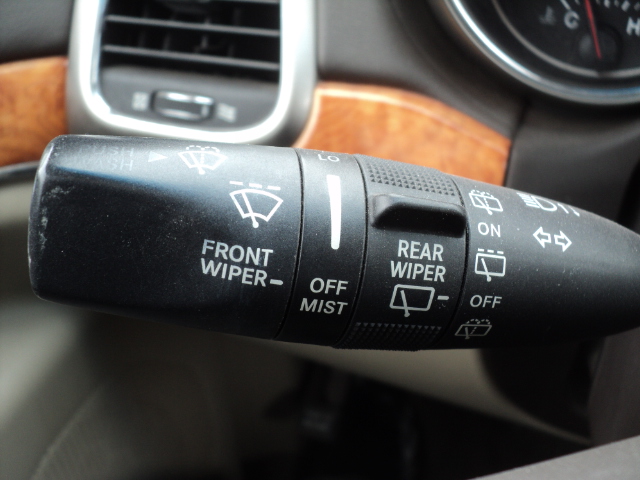 LO
FRONT
WIPER
OFF
MIST
REAR
WIPER
ON
OFF
C
H